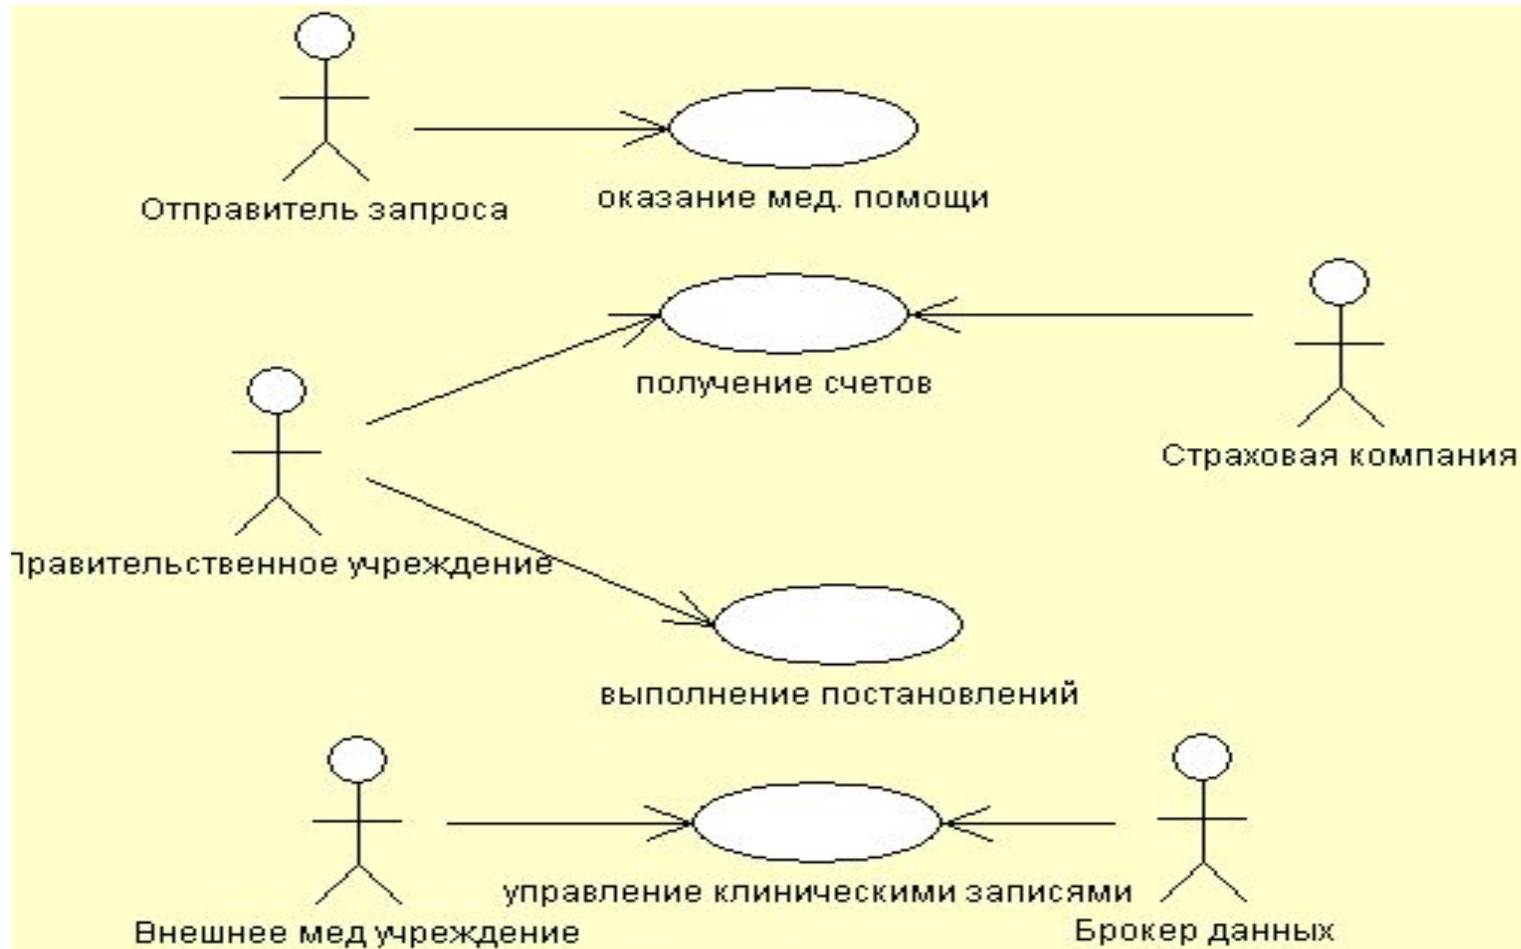 Отправитель запроса
оказание мед. помощи
получение счетов
Страховая компания
Правительственное учреждение
выполнение постановлений
управление клиническими записями
Внешнее мед учреждение
Брокер данных